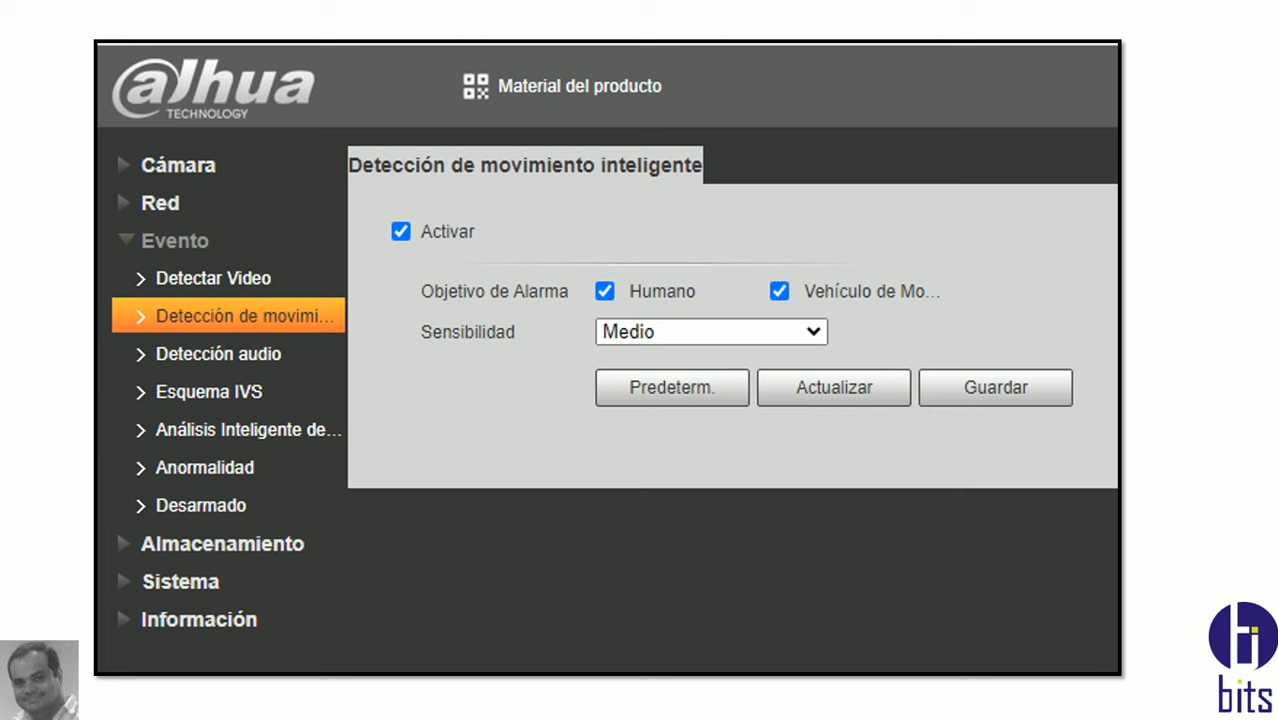 alhua
TECHNOLOGY
Material del producto
Cámara
Red
Evento
Detectar Video
Detección de movimi...
Detección audio
Esquema IVS
Análisis Inteligente de...
Anormalidad
Desarmado
Almacenamiento
Sistema
Información
Detección de movimiento inteligente
Activar
Objetivo de Alarma Humano Vehículo de Mo...
Sensibilidad Medio
Predeterm. Actualizar Guardar
hi
bits